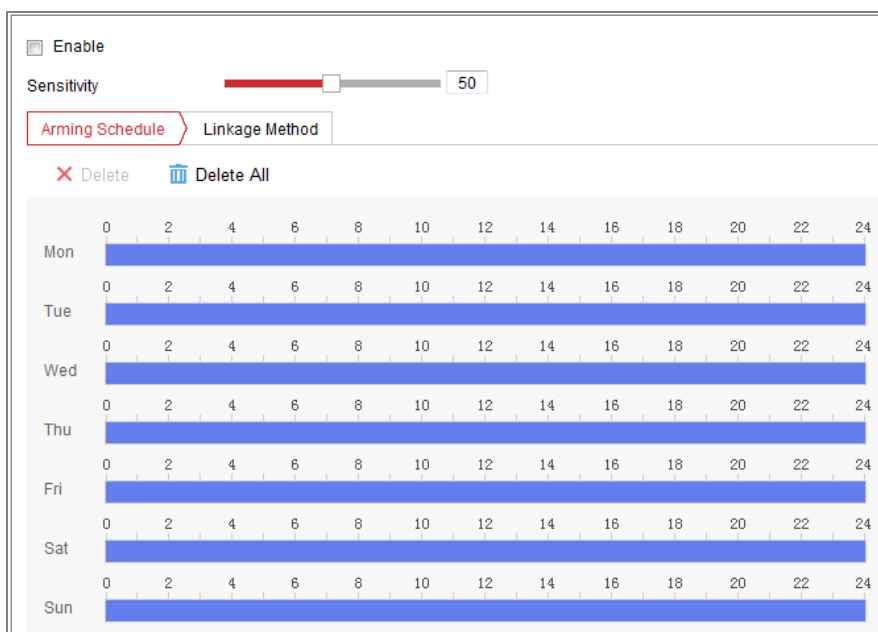 Enable
Sensitivity 50
Arming Schedule Linkage Method
Delete Delete All
0 2 4 6 8 10 12 14 16 18 20 22 24
Mon
0 2 4 6 8 10 12 14 16 18 20 22 24
Tue
0 2 4 6 8 10 12 14 16 18 20 22 24
Wed
0 2 4 6 8 10 12 14 16 18 20 22 24
Thu
0 2 4 6 8 10 12 14 16 18 20 22 24
Fri
0 2 4 6 8 10 12 14 16 18 20 22 24
Sat
0 2 4 6 8 10 12 14 16 18 20 22 24
Sun